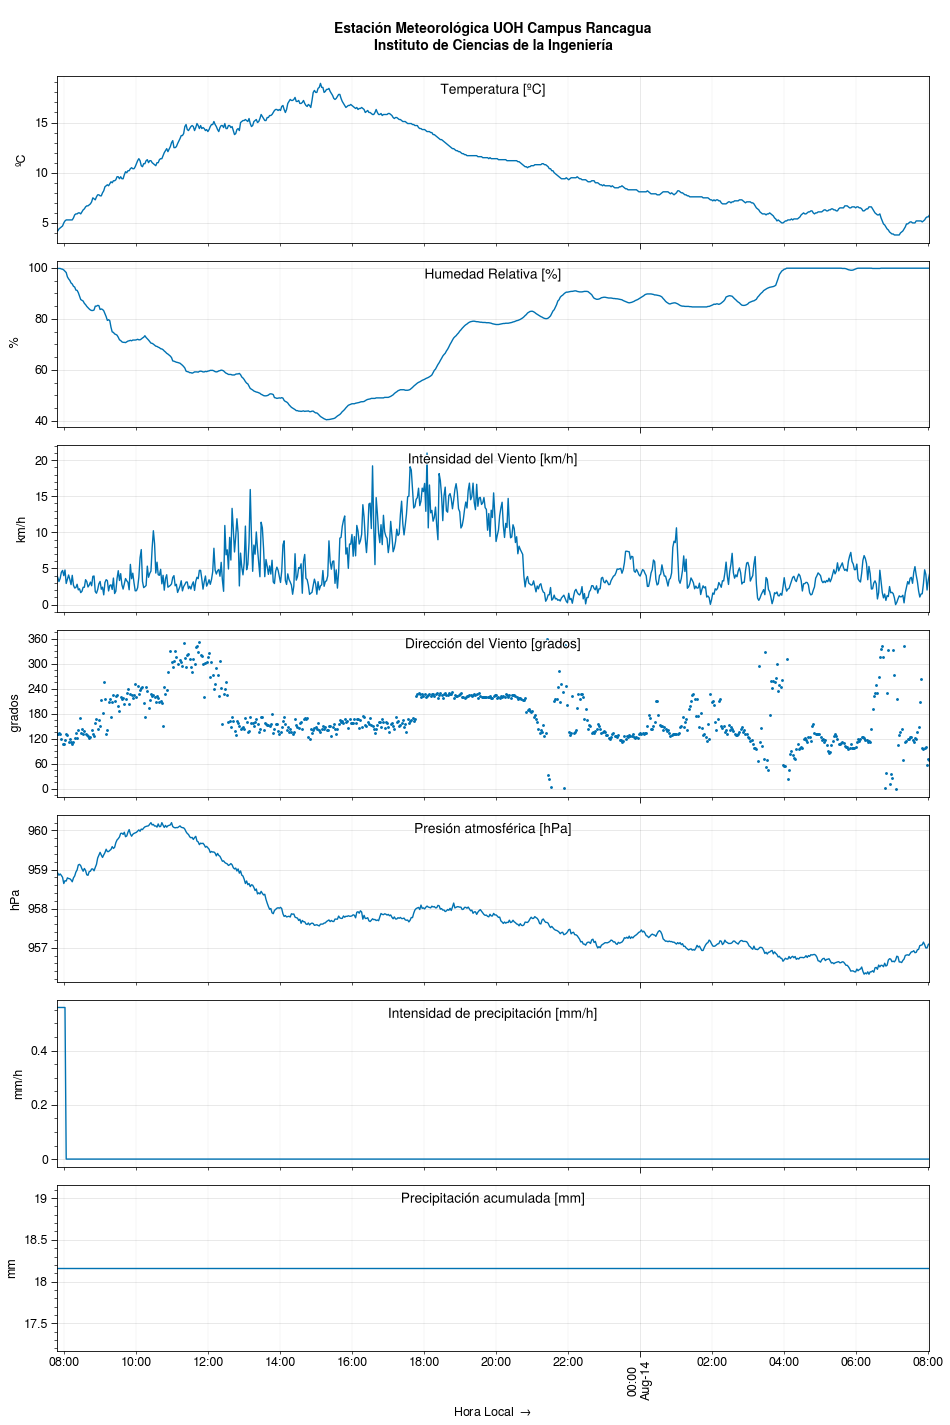 Estación Meteorológica UOH Campus Rancagua
Instituto de Ciencias de la Ingeniería
Temperatura [ºC]
ºC
15
10
5
Humedad Relativa [%]
%
100
80
60
40
Intensidad del Viento [km/h]
km/h
20
15
10
5
0
Dirección del Viento [grados]
grados
360
300
240
180
120
60
0
Presión atmosférica [hPa]
hPa
960
959
958
957
Intensidad de precipitación [mm/h]
mm/h
0.4
0.2
0
Precipitación acumulada [mm]
mm
19
18.5
18
17.5
08:00 10:00 12:00 14:00 16:00 18:00 20:00 22:00 00:00 02:00 04:00 06:00 08:00
Aug-14
Hora Local →